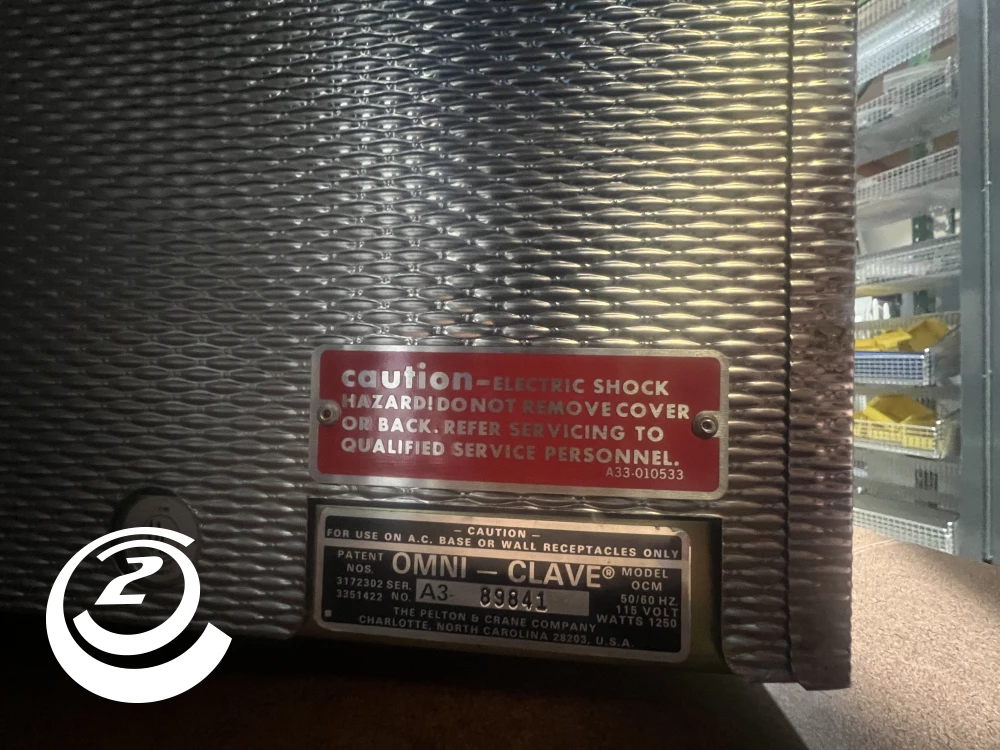 caution-ELECTRIC SHOCK
HAZARD! DO NOT REMOVE COVER
OR BACK. REFER SERVICING TO
QUALIFIED SERVICE PERSONNEL.
A33-010533
— CAUTION —
FOR USE ON A.C. BASE OR WALL RECEPTACLES ONLY
PATENT NOS. 3172302 3351422
OMNI — CLAVE®
SER. NO. A3- 89841
MODEL OCM
50/60 HZ.
115 VOLT
WATTS 1250
THE PELTON & CRANE COMPANY
CHARLOTTE, NORTH CAROLINA 28203, U.S.A.
2